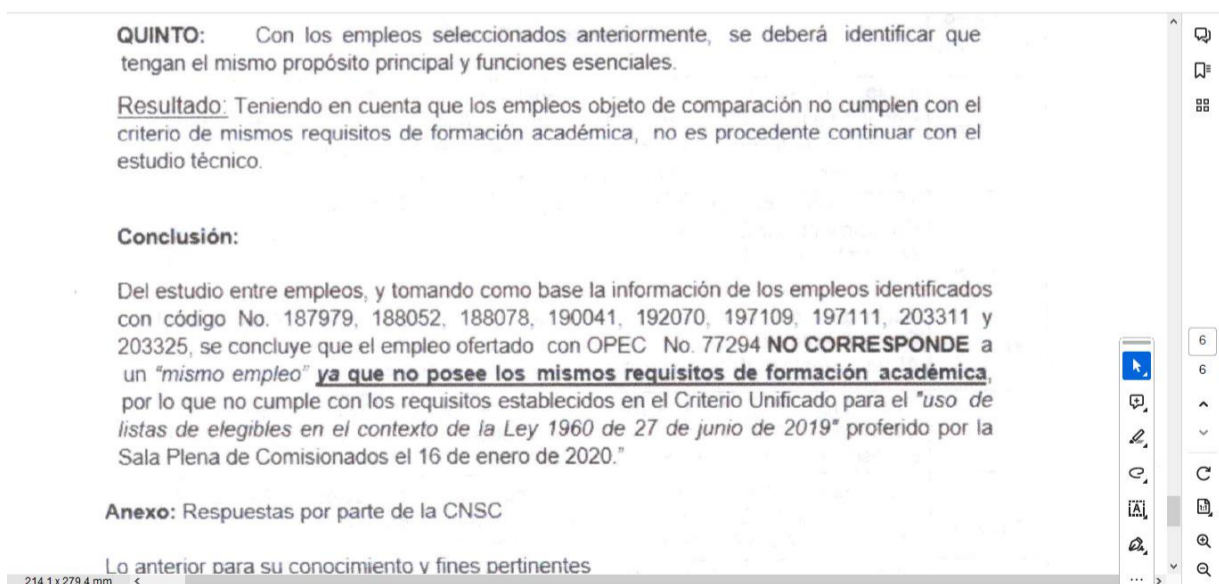 QUINTO: Con los empleos seleccionados anteriormente, se deberá identificar que
tengan el mismo propósito principal y funciones esenciales.
Resultado: Teniendo en cuenta que los empleos objeto de comparación no cumplen con el
criterio de mismos requisitos de formación académica, no es procedente continuar con el
estudio técnico.
Conclusión:
Del estudio entre empleos, y tomando como base la información de los empleos identificados
con código No. 187979, 188052, 188078, 190041, 192070, 197109, 197111, 203311 y
203325, se concluye que el empleo ofertado con OPEC No. 77294 NO CORRESPONDE a
un "mismo empleo" ya que no posee los mismos requisitos de formación académica,
por lo que no cumple con los requisitos establecidos en el Criterio Unificado para el "uso de
listas de elegibles en el contexto de la Ley 1960 de 27 de junio de 2019" proferido por la
Sala Plena de Comisionados el 16 de enero de 2020."
Anexo: Respuestas por parte de la CNSC
Lo anterior para su conocimiento y fines pertinentes
214,1 x 279,4 mm
6
6